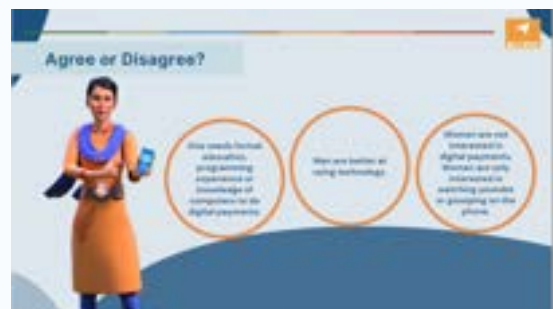 Agree or Disagree?
One needs formal
education,
programming
experience or
knowledge of
computers to do
digital payments
Men are better at
using technology.
Women are not
interested in
digital payments.
Women are only
interested in
watching youtube
or gossiping on the
phone.